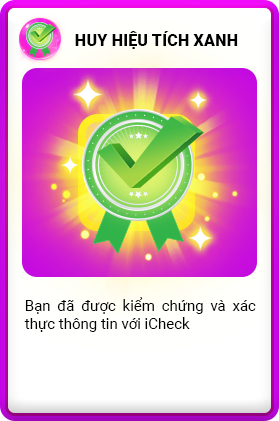 HUY HIỆU TÍCH XANH
Bạn đã được kiểm chứng và xác
thực thông tin với iCheck